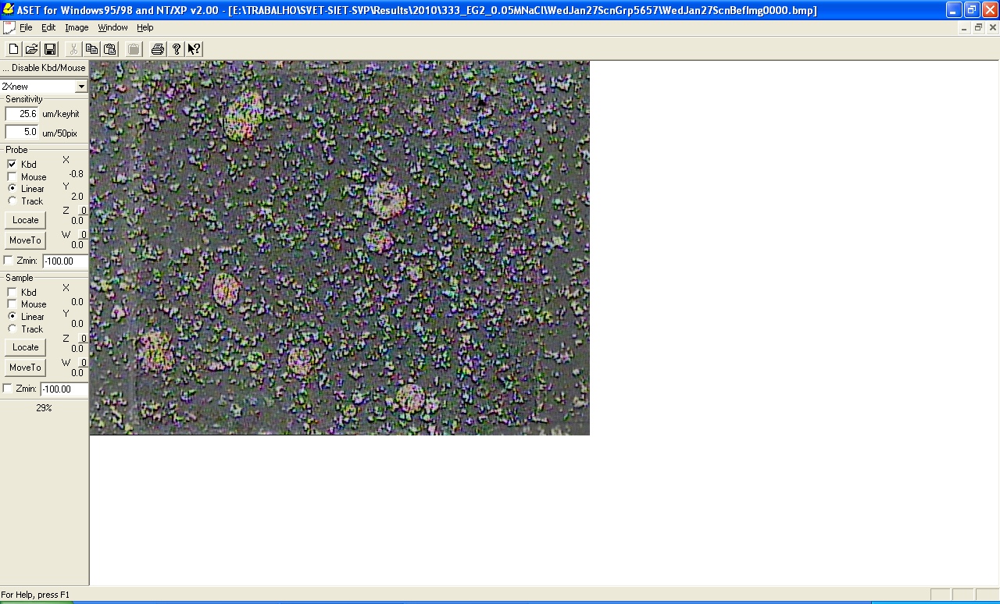 ASET for Windows95/98 and NT/XP v2.00 - [E:\TRABALHO\SVET-SIET-SVP\Results\2010\333_EG2_0.05MNaCl\WedJan27ScnGrp5657\WedJan27ScnBefImg0000.bmp]
File Edit Image Window Help
... Disable Kbd/Mouse
2Xnew
Sensitivity
25.6 um/keyhit
5.0 um/50pix
Probe
X
Kbd
-0.8
Mouse
Y
Linear
2.0
Track
Z 0
Locate
0.0
W 0
MoveTo
0.0
Zmin: -100.00
Sample
X
Kbd
0.0
Mouse
Y
Linear
0.0
Track
Z 0
Locate
0.0
W 0
MoveTo
0.0
Zmin: -100.00
29%
For Help, press F1